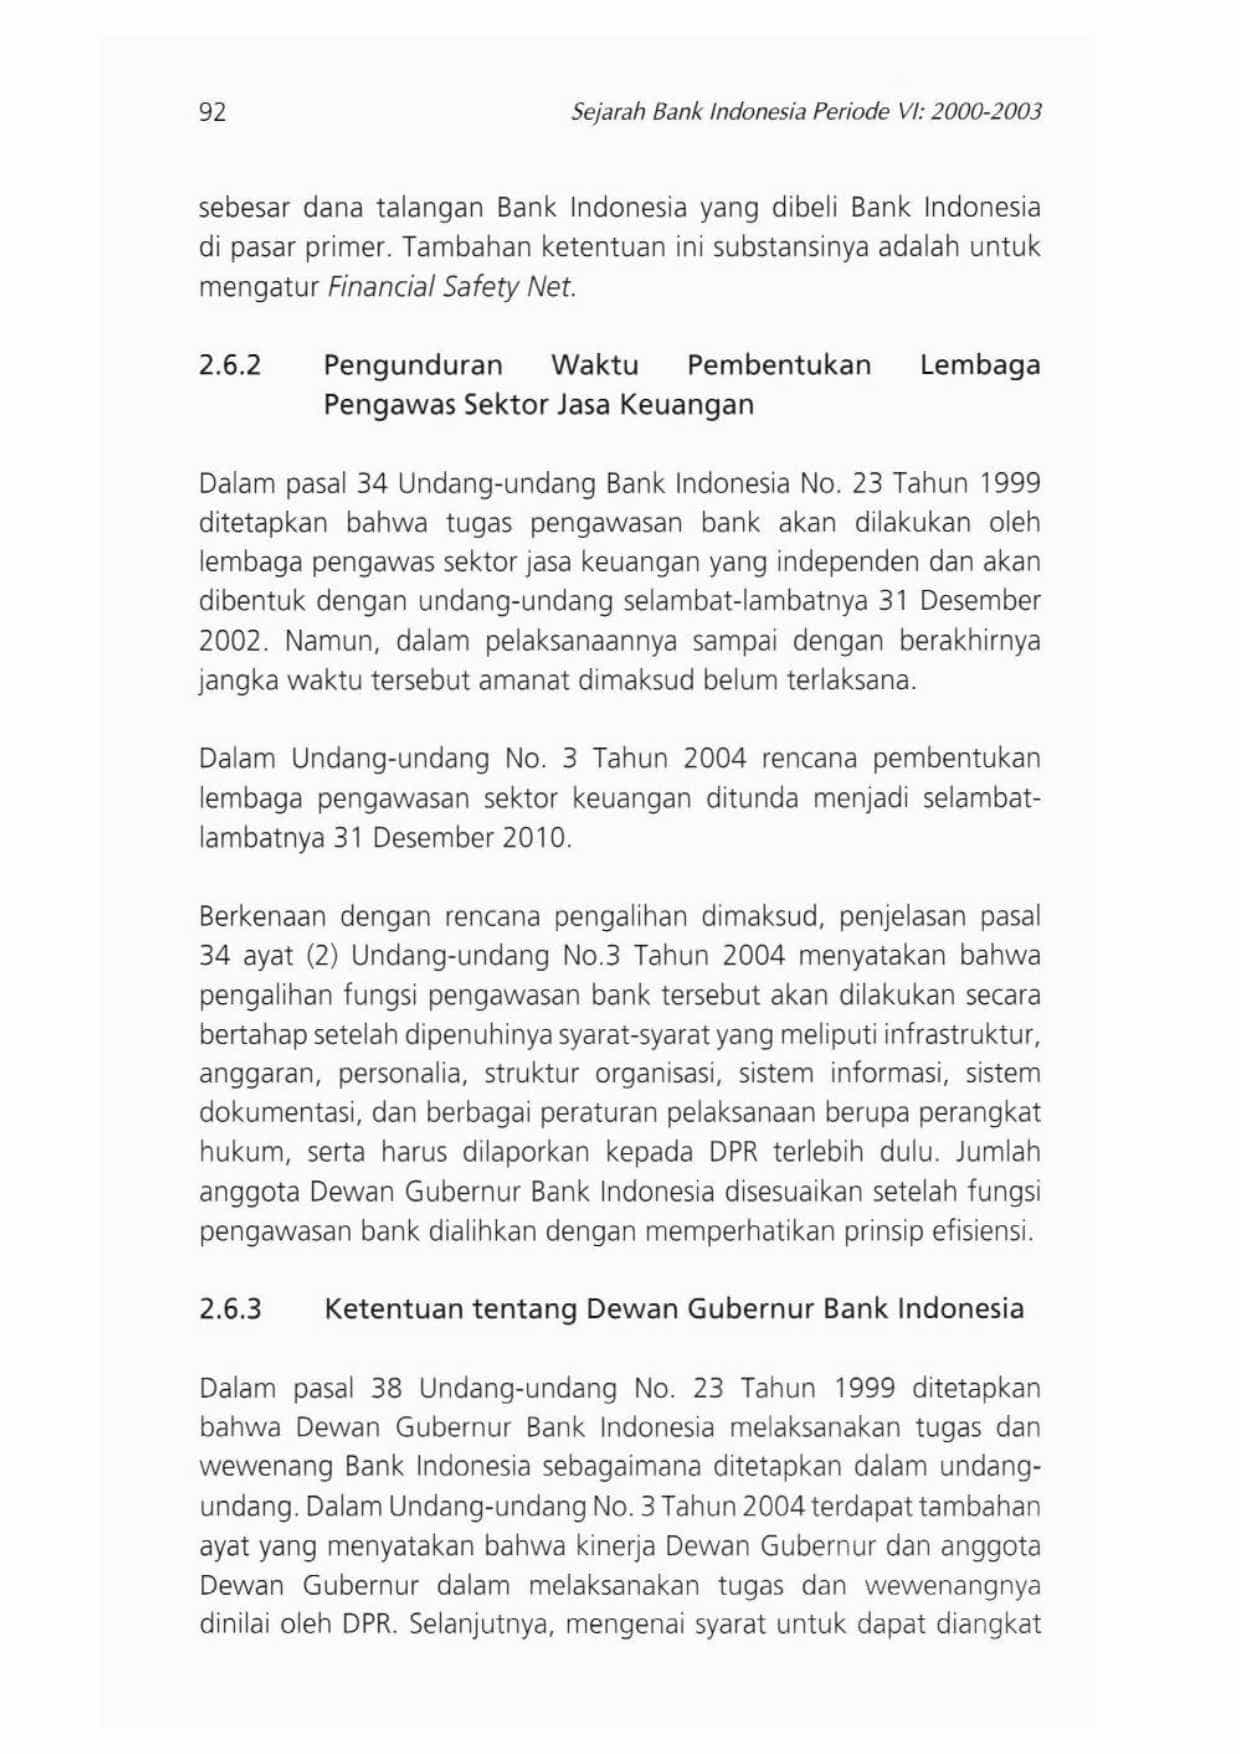 92
Sejarah Bank Indonesia Periode VI: 2000-2003
sebesar dana talangan Bank Indonesia yang dibeli Bank Indonesia
di pasar primer. Tambahan ketentuan ini substansinya adalah untuk
mengatur Financial Safety Net.
2.6.2 Pengunduran Waktu Pembentukan Lembaga
Pengawas Sektor Jasa Keuangan
Dalam pasal 34 Undang-undang Bank Indonesia No. 23 Tahun 1999
ditetapkan bahwa tugas pengawasan bank akan dilakukan oleh
lembaga pengawas sektor jasa keuangan yang independen dan akan
dibentuk dengan undang-undang selambat-lambatnya 31 Desember
2002. Namun, dalam pelaksanaannya sampai dengan berakhirnya
jangka waktu tersebut amanat dimaksud belum terlaksana.
Dalam Undang-undang No. 3 Tahun 2004 rencana pembentukan
lembaga pengawasan sektor keuangan ditunda menjadi selambat-
lambatnya 31 Desember 2010.
Berkenaan dengan rencana pengalihan dimaksud, penjelasan pasal
34 ayat (2) Undang-undang No.3 Tahun 2004 menyatakan bahwa
pengalihan fungsi pengawasan bank tersebut akan dilakukan secara
bertahap setelah dipenuhinya syarat-syarat yang meliputi infrastruktur,
anggaran, personalia, struktur organisasi, sistem informasi, sistem
dokumentasi, dan berbagai peraturan pelaksanaan berupa perangkat
hukum, serta harus dilaporkan kepada DPR terlebih dulu. Jumlah
anggota Dewan Gubernur Bank Indonesia disesuaikan setelah fungsi
pengawasan bank dialihkan dengan memperhatikan prinsip efisiensi.
2.6.3 Ketentuan tentang Dewan Gubernur Bank Indonesia
Dalam pasal 38 Undang-undang No. 23 Tahun 1999 ditetapkan
bahwa Dewan Gubernur Bank Indonesia melaksanakan tugas dan
wewenang Bank Indonesia sebagaimana ditetapkan dalam undang-
undang. Dalam Undang-undang No. 3 Tahun 2004 terdapat tambahan
ayat yang menyatakan bahwa kinerja Dewan Gubernur dan anggota
Dewan Gubernur dalam melaksanakan tugas dan wewenangnya
dinilai oleh DPR. Selanjutnya, mengenai syarat untuk dapat diangkat